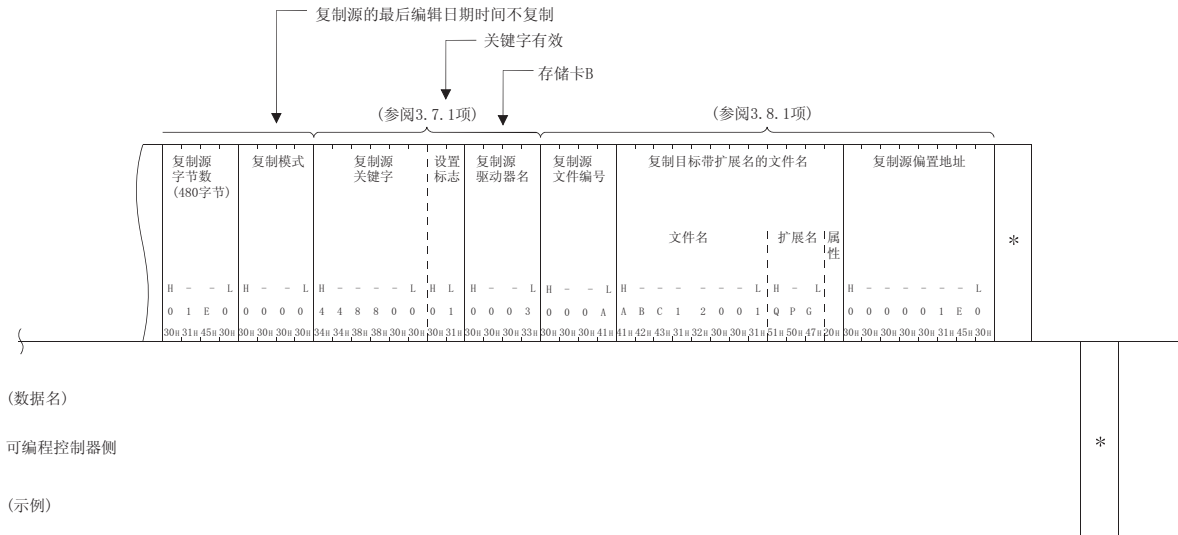 复制源的最后编辑日期时间不复制
关键字有效
存储卡B
(参阅3.7.1项) (参阅3.8.1项)
复制源 复制模式 复制源 设置 复制源 复制源 复制目标带扩展名的文件名 复制源偏置地址
字节数 关键字 标志 驱动器名 文件编号
(480字节)
文件名 扩展名 属
性
*
H - - L H - - L H - - - - L H L H - - L H - - L H - - - - - - L H - L H - - - - - - L
0 1 E 0 0 0 0 0 4 4 8 8 0 0 0 1 0 0 0 3 0 0 0 A A B C 1 2 0 0 1 Q P G 0 0 0 0 0 1 E 0
30H 31H 45H 30H 30H 30H 30H 30H 34H 34H 38H 38H 30H 30H 30H 31H 30H 30H 30H 33H 30H 30H 30H 41H 41H 42H 43H 31H 32H 30H 30H 31H 51H 50H 47H 20H 30H 30H 30H 30H 30H 31H 45H 30H
(数据名)
*
可编程控制器侧
(示例)